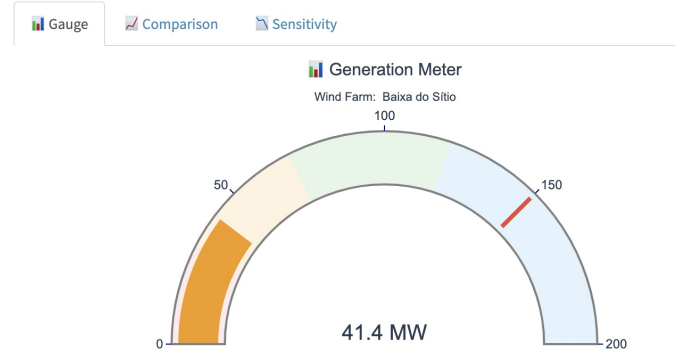 Gauge Comparison Sensitivity
Generation Meter
Wind Farm: Baixa do Sítio
100
50 150
41.4 MW
0 200